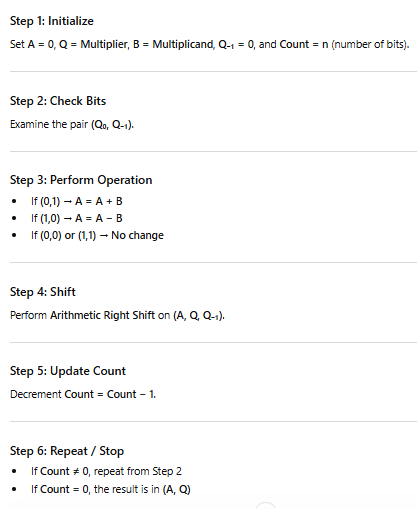 Step 1: Initialize
Set A = 0, Q = Multiplier, B = Multiplicand, Q₋₁ = 0, and Count = n (number of bits).
Step 2: Check Bits
Examine the pair (Q₀, Q₋₁).
Step 3: Perform Operation
• If (0,1) → A = A + B
• If (1,0) → A = A − B
• If (0,0) or (1,1) → No change
Step 4: Shift
Perform Arithmetic Right Shift on (A, Q, Q₋₁).
Step 5: Update Count
Decrement Count = Count − 1.
Step 6: Repeat / Stop
• If Count ≠ 0, repeat from Step 2
• If Count = 0, the result is in (A, Q)